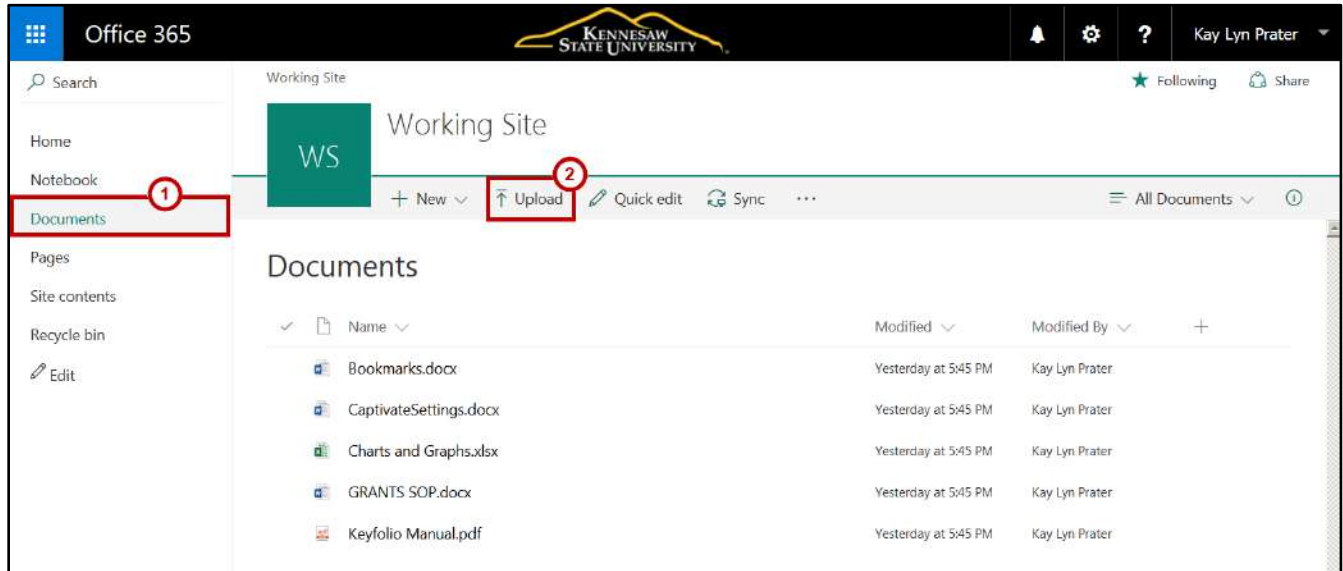 Office 365
KENNESAW
STATE UNIVERSITY
?
Kay Lyn Prater
Search
Home
Notebook
1
Documents
Pages
Site contents
Recycle bin
Edit
Working Site
Following
Share
WS
Working Site
2
+ New
Upload
Quick edit
Sync
...
All Documents
Documents
Name
Modified
Modified By
+
Bookmarks.docx
Yesterday at 5:45 PM
Kay Lyn Prater
CaptivateSettings.docx
Yesterday at 5:45 PM
Kay Lyn Prater
Charts and Graphs.xlsx
Yesterday at 5:45 PM
Kay Lyn Prater
GRANTS SOP.docx
Yesterday at 5:45 PM
Kay Lyn Prater
Keyfolio Manual.pdf
Yesterday at 5:45 PM
Kay Lyn Prater